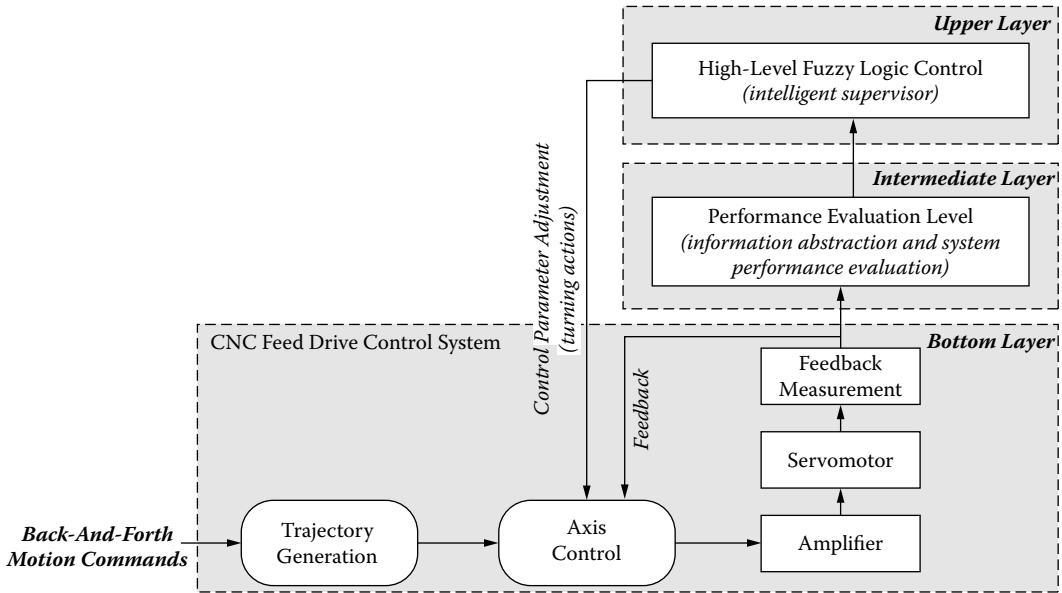 Upper Layer
High-Level Fuzzy Logic Control
(intelligent supervisor)
Intermediate Layer
Performance Evaluation Level
(information abstraction and system
performance evaluation)
Control Parameter Adjustment
(turning actions)
CNC Feed Drive Control System
Bottom Layer
Feedback
Measurement
Feedback
Servomotor
Back-And-Forth
Motion Commands
Trajectory
Generation
Axis
Control
Amplifier